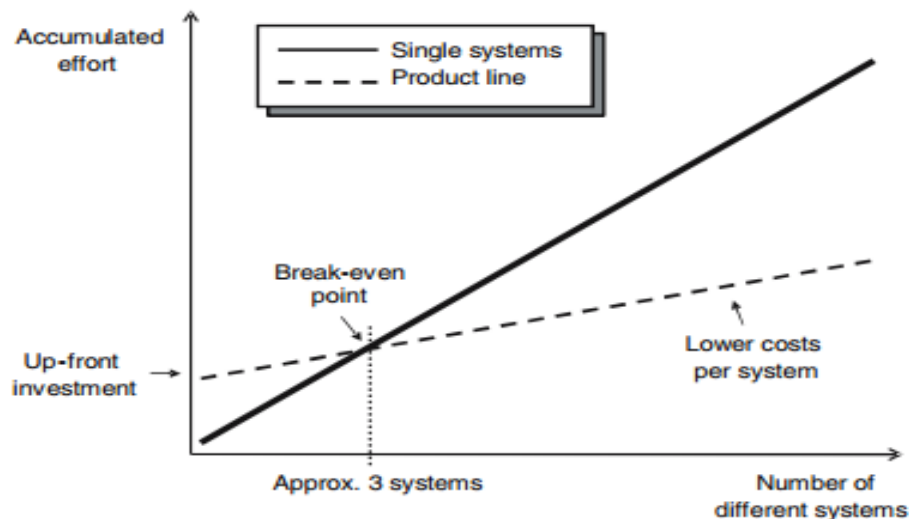 Accumulated
effort
Single systems
Product line
Break-even
point
Up-front
investment
Lower costs
per system
Approx. 3 systems
Number of
different systems